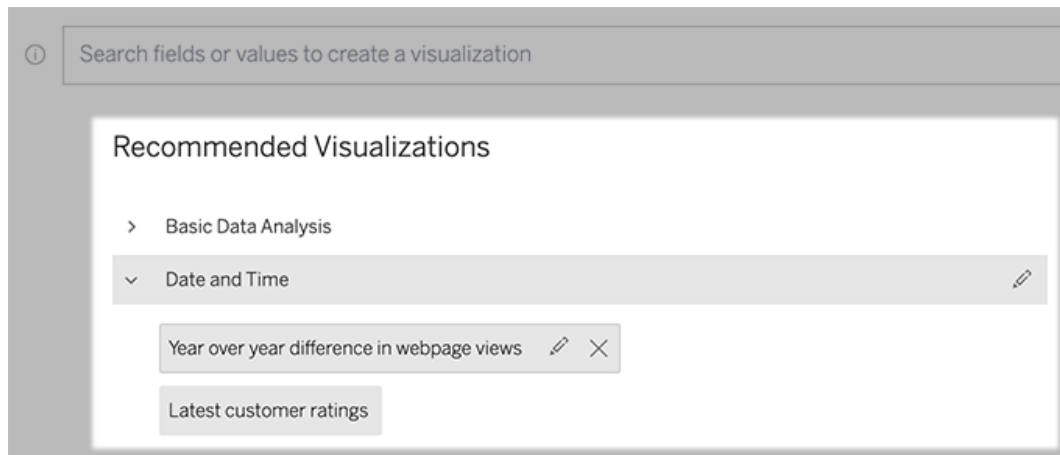 Search fields or values to create a visualization
Recommended Visualizations
Basic Data Analysis
Date and Time
Year over year difference in webpage views
Latest customer ratings